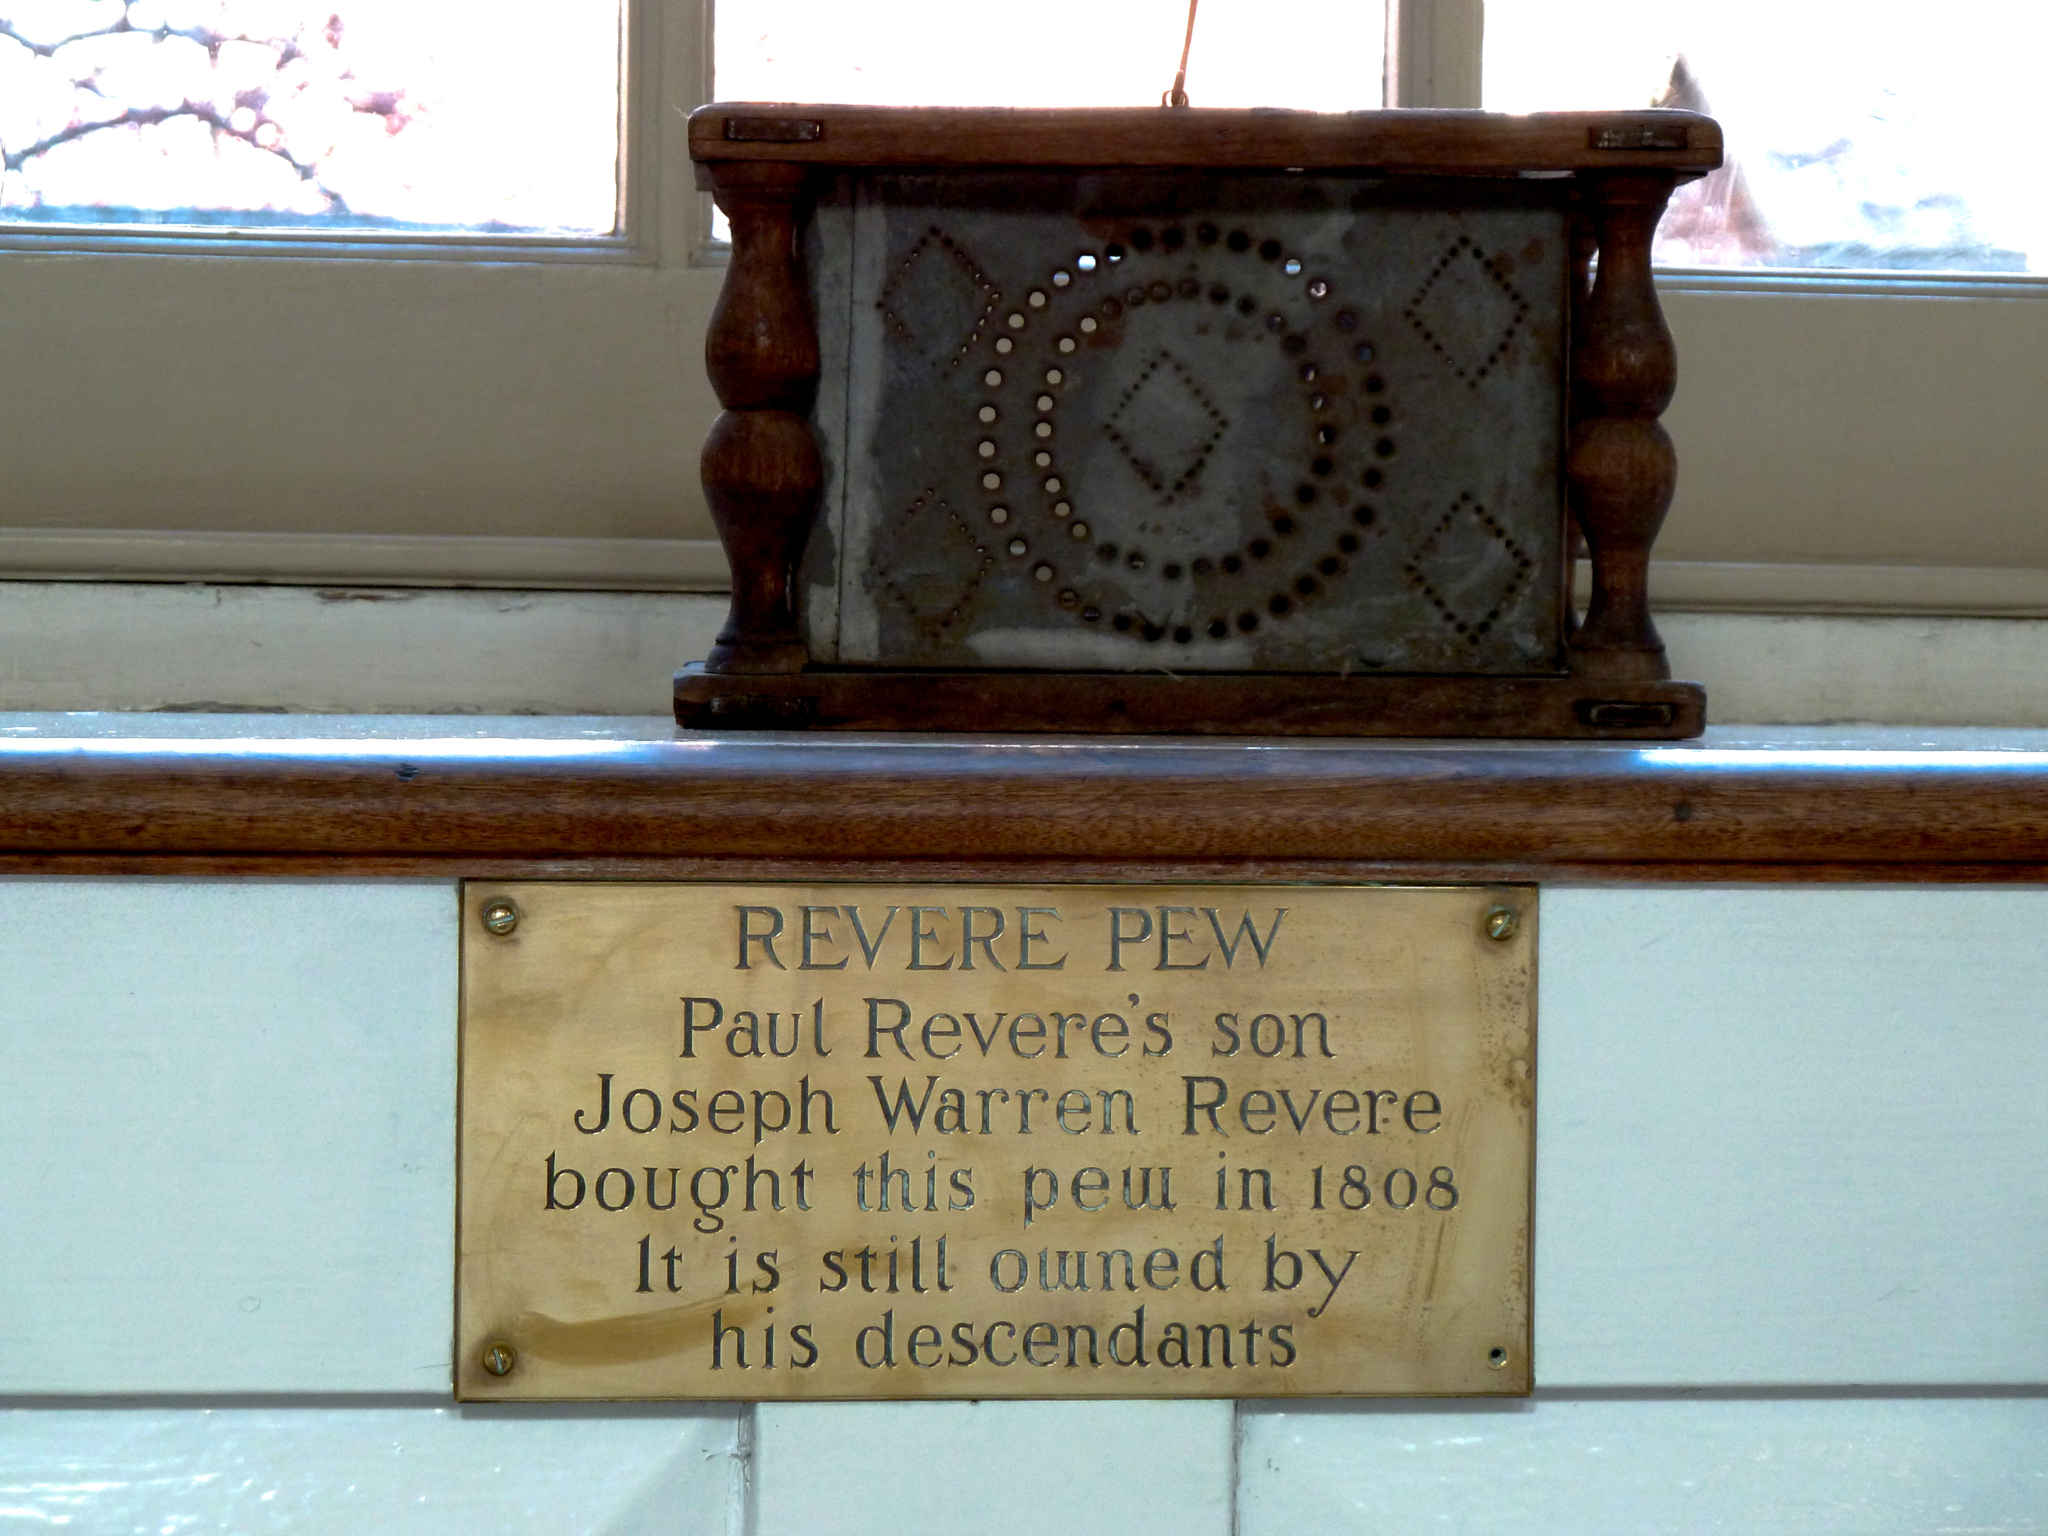 REVERE PEW
Paul Revere's son
Joseph Warren Revere
bought this pew in 1808
It is still owned by
his descendants